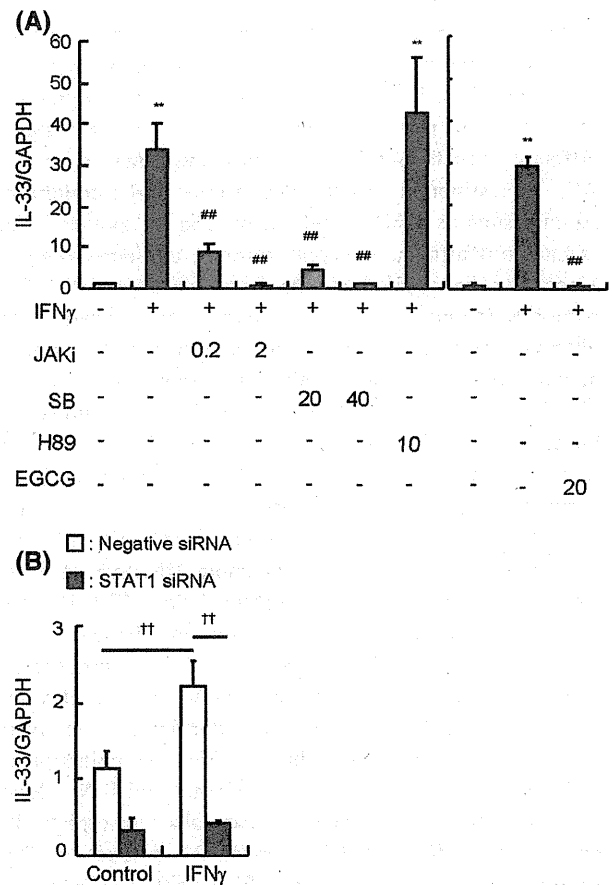 (A)
IL-33/GAPDH
60
50
40
30
20
10
0
** ## ## ## ## ** ** ##
IFNγ - + + + + + + - + +
JAKi - - 0.2 2 - - - - - -
SB - - - - 20 40 - - - -
H89 - - - - - - 10 - - -
EGCG - - - - - - - - - 20
(B)
: Negative siRNA
: STAT1 siRNA
IL-33/GAPDH
3
2
1
0
†† ††
Control IFNγ